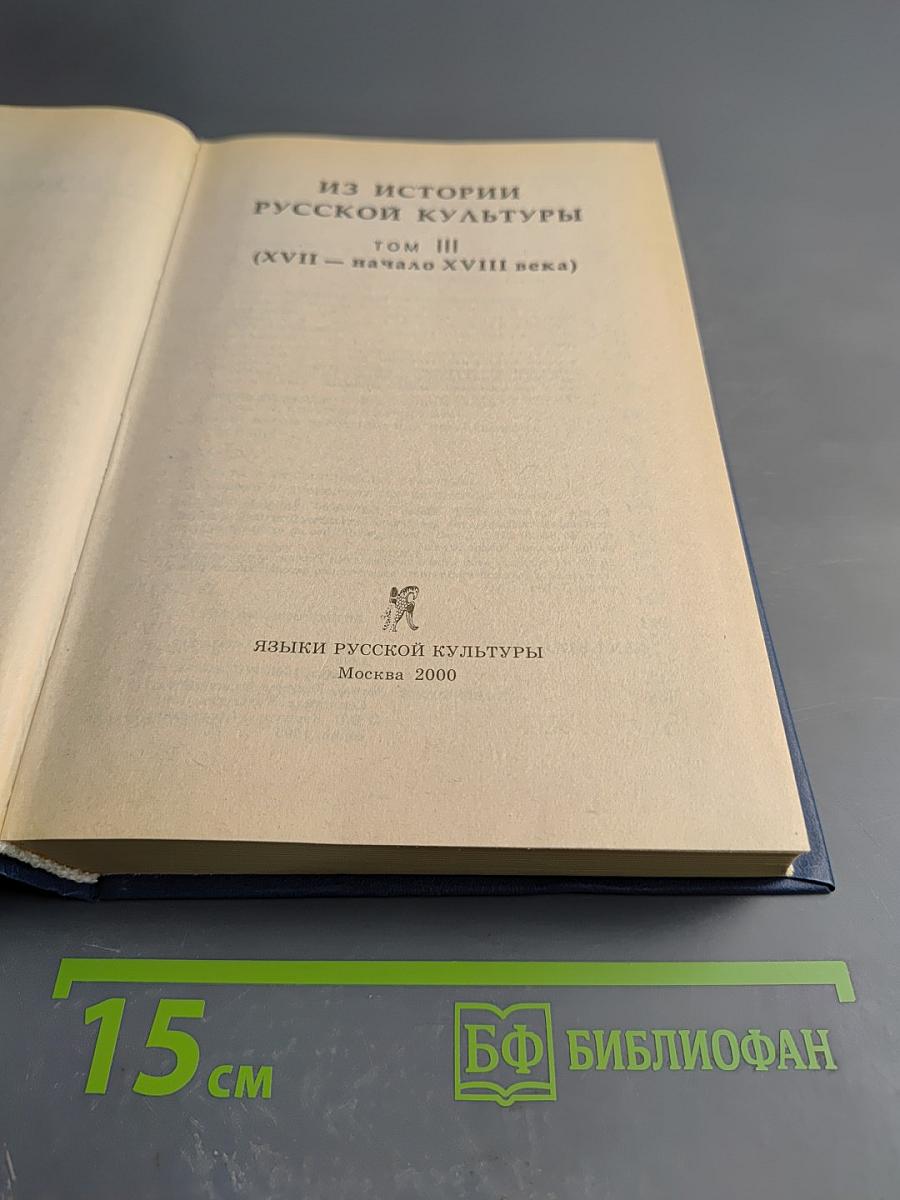 ИЗ ИСТОРИИ
РУССКОЙ КУЛЬТУРЫ
ТОМ III
(XVII — начало XVIII века)
ЯЗЫКИ РУССКОЙ КУЛЬТУРЫ
Москва 2000
15 см
БФ БИБЛИОФАН